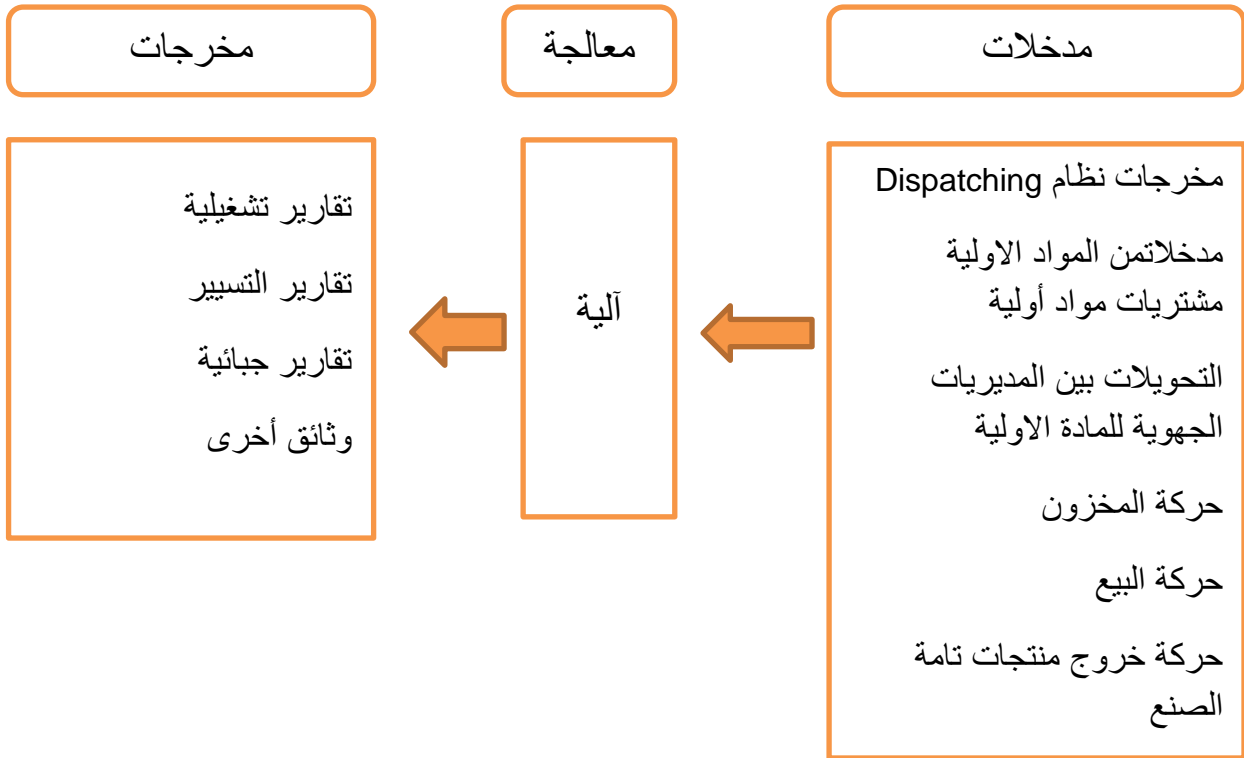 مدخلات
معالجة
مخرجات
مخرجات نظام Dispatching
مدخلاتمن المواد الاولية
مشتريات مواد أولية
التحويلات بين المديريات
الجهوية للمادة الاولية
حركة المخزون
حركة البيع
حركة خروج منتجات تامة
الصنع
آلية
تقارير تشغيلية
تقارير التسيير
تقارير جبائية
وثائق أخرى